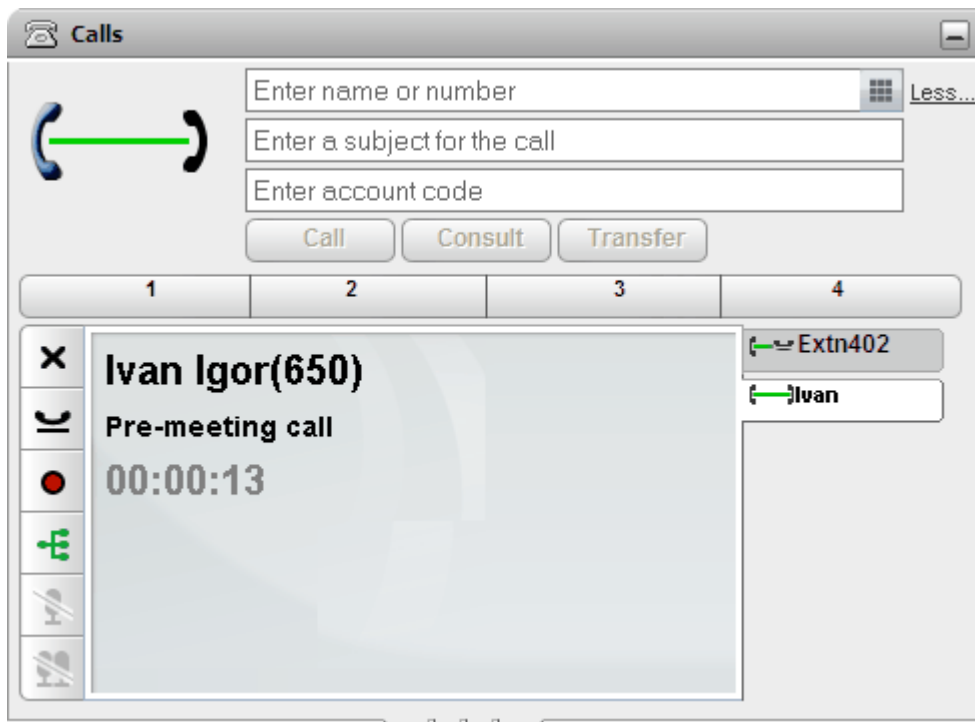 Calls
Enter name or number
Less...
Enter a subject for the call
Enter account code
Call Consult Transfer
1 2 3 4
Extn402
Ivan Igor(650)
Ivan
Pre-meeting call
00:00:13